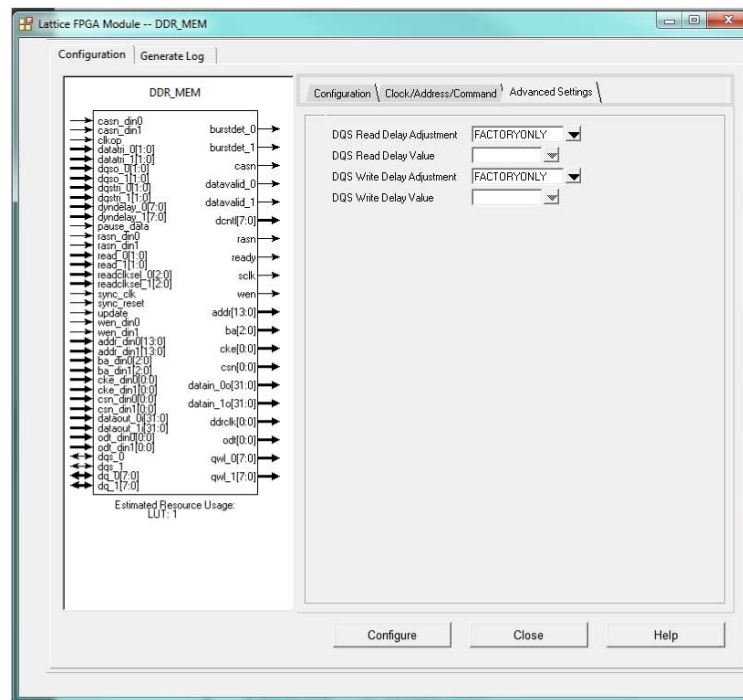 Lattice FPGA Module -- DDR_MEM
Configuration
Generate Log
DDR_MEM
casn_din0
casn_din1
clkop
datatri_0[1:0]
datatri_1[1:0]
dqso_0[1:0]
dqso_1[1:0]
dqstri_0[1:0]
dqstri_1[1:0]
dyndelay_0[7:0]
dyndelay_1[7:0]
pause_data
rasn_din0
rasn_din1
read_0[1:0]
read_1[1:0]
readclksel_0[2:0]
readclksel_1[2:0]
sync_clk
sync_reset
update
wen_din0
wen_din1
addr_din0[13:0]
addr_din1[13:0]
ba_din0[2:0]
ba_din1[2:0]
cke_din0[0:0]
cke_din1[0:0]
csn_din0[0:0]
csn_din1[0:0]
dataout_0i[31:0]
dataout_1i[31:0]
odt_din0[0:0]
odt_din1[0:0]
dqs_0
dqs_1
dq_0[7:0]
dq_1[7:0]
burstdet_0
burstdet_1
casn
datavalid_0
datavalid_1
dcntl[7:0]
rasn
ready
sclk
wen
addr[13:0]
ba[2:0]
cke[0:0]
csn[0:0]
datain_0o[31:0]
datain_1o[31:0]
ddrclk[0:0]
odt[0:0]
qwl_0[7:0]
qwl_1[7:0]
Estimated Resource Usage:
LUT: 1
Configuration
Clock/Address/Command
Advanced Settings
DQS Read Delay Adjustment FACTORYONLY
DQS Read Delay Value
DQS Write Delay Adjustment FACTORYONLY
DQS Write Delay Value
Configure
Close
Help